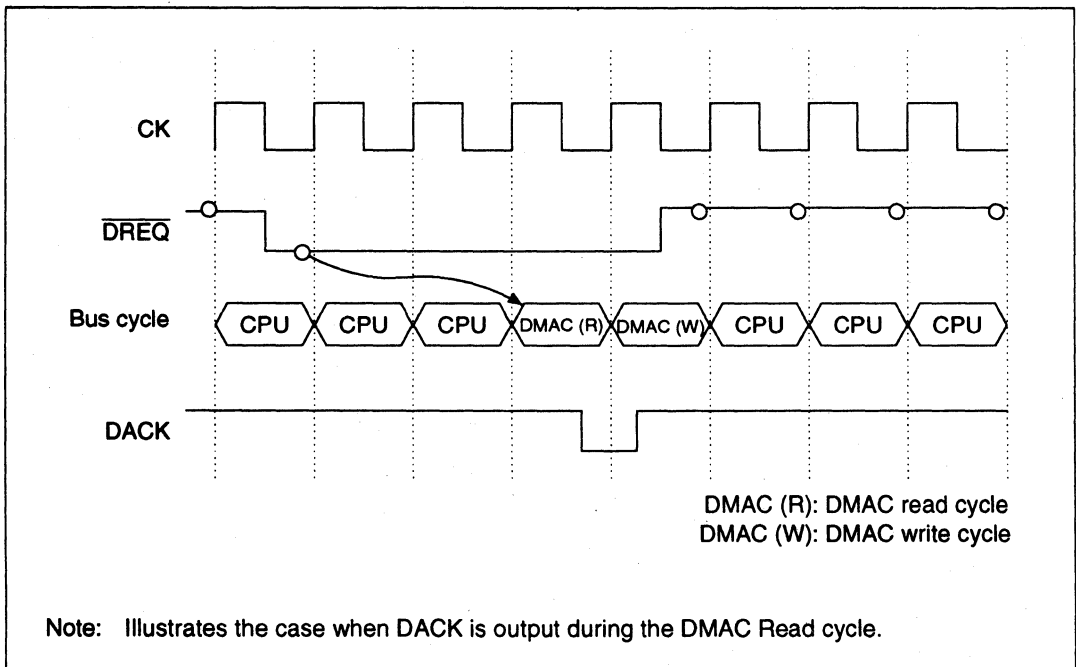 CK
DREQ
Bus cycle CPU CPU CPU DMAC (R) DMAC (W) CPU CPU CPU
DACK
DMAC (R): DMAC read cycle
DMAC (W): DMAC write cycle
Note: Illustrates the case when DACK is output during the DMAC Read cycle.